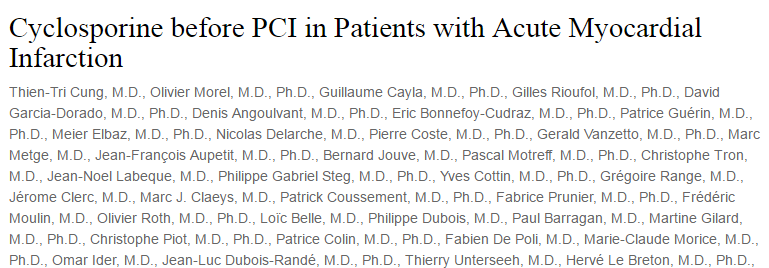 Cyclosporine before PCI in Patients with Acute Myocardial
Infarction
Thien-Tri Cung, M.D., Olivier Morel, M.D., Ph.D., Guillaume Cayla, M.D., Ph.D., Gilles Rioufol, M.D., Ph.D., David
Garcia-Dorado, M.D., Ph.D., Denis Angoulvant, M.D., Ph.D., Eric Bonnefoy-Cudraz, M.D., Ph.D., Patrice Guérin, M.D.,
Ph.D., Meier Elbaz, M.D., Ph.D., Nicolas Delarche, M.D., Pierre Coste, M.D., Ph.D., Gerald Vanzetto, M.D., Ph.D., Marc
Metge, M.D., Jean-François Aupetit, M.D., Ph.D., Bernard Jouve, M.D., Pascal Motreff, M.D., Ph.D., Christophe Tron,
M.D., Jean-Noel Labeque, M.D., Philippe Gabriel Steg, M.D., Ph.D., Yves Cottin, M.D., Ph.D., Grégoire Range, M.D.,
Jérome Clerc, M.D., Marc J. Claeys, M.D., Patrick Coussement, M.D., Ph.D., Fabrice Prunier, M.D., Ph.D., Frédéric
Moulin, M.D., Olivier Roth, M.D., Ph.D., Loïc Belle, M.D., Philippe Dubois, M.D., Paul Barragan, M.D., Martine Gilard,
M.D., Ph.D., Christophe Piot, M.D., Ph.D., Patrice Colin, M.D., Ph.D., Fabien De Poli, M.D., Marie-Claude Morice, M.D.,
Ph.D., Omar Ider, M.D., Jean-Luc Dubois-Randé, M.D., Ph.D., Thierry Unterseeh, M.D., Hervé Le Breton, M.D., Ph.D.,